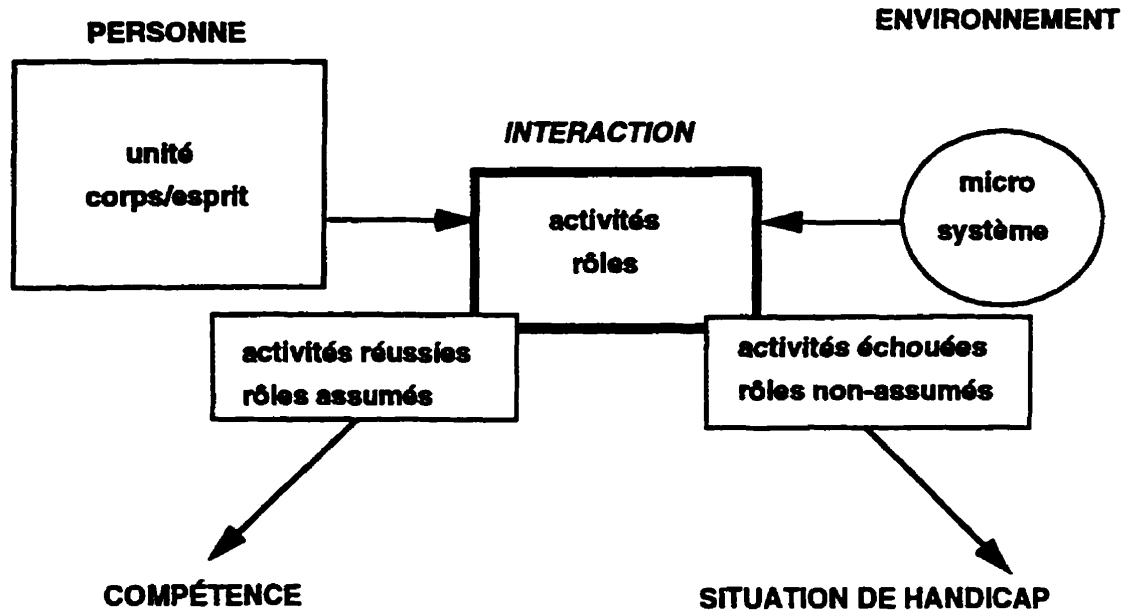 ENVIRONNEMENT
PERSONNE
unité
corps/esprit
INTERACTION
activités
rôles
micro
système
activités réussies
rôles assumés
activités échouées
rôles non-assumés
COMPÉTENCE
SITUATION DE HANDICAP